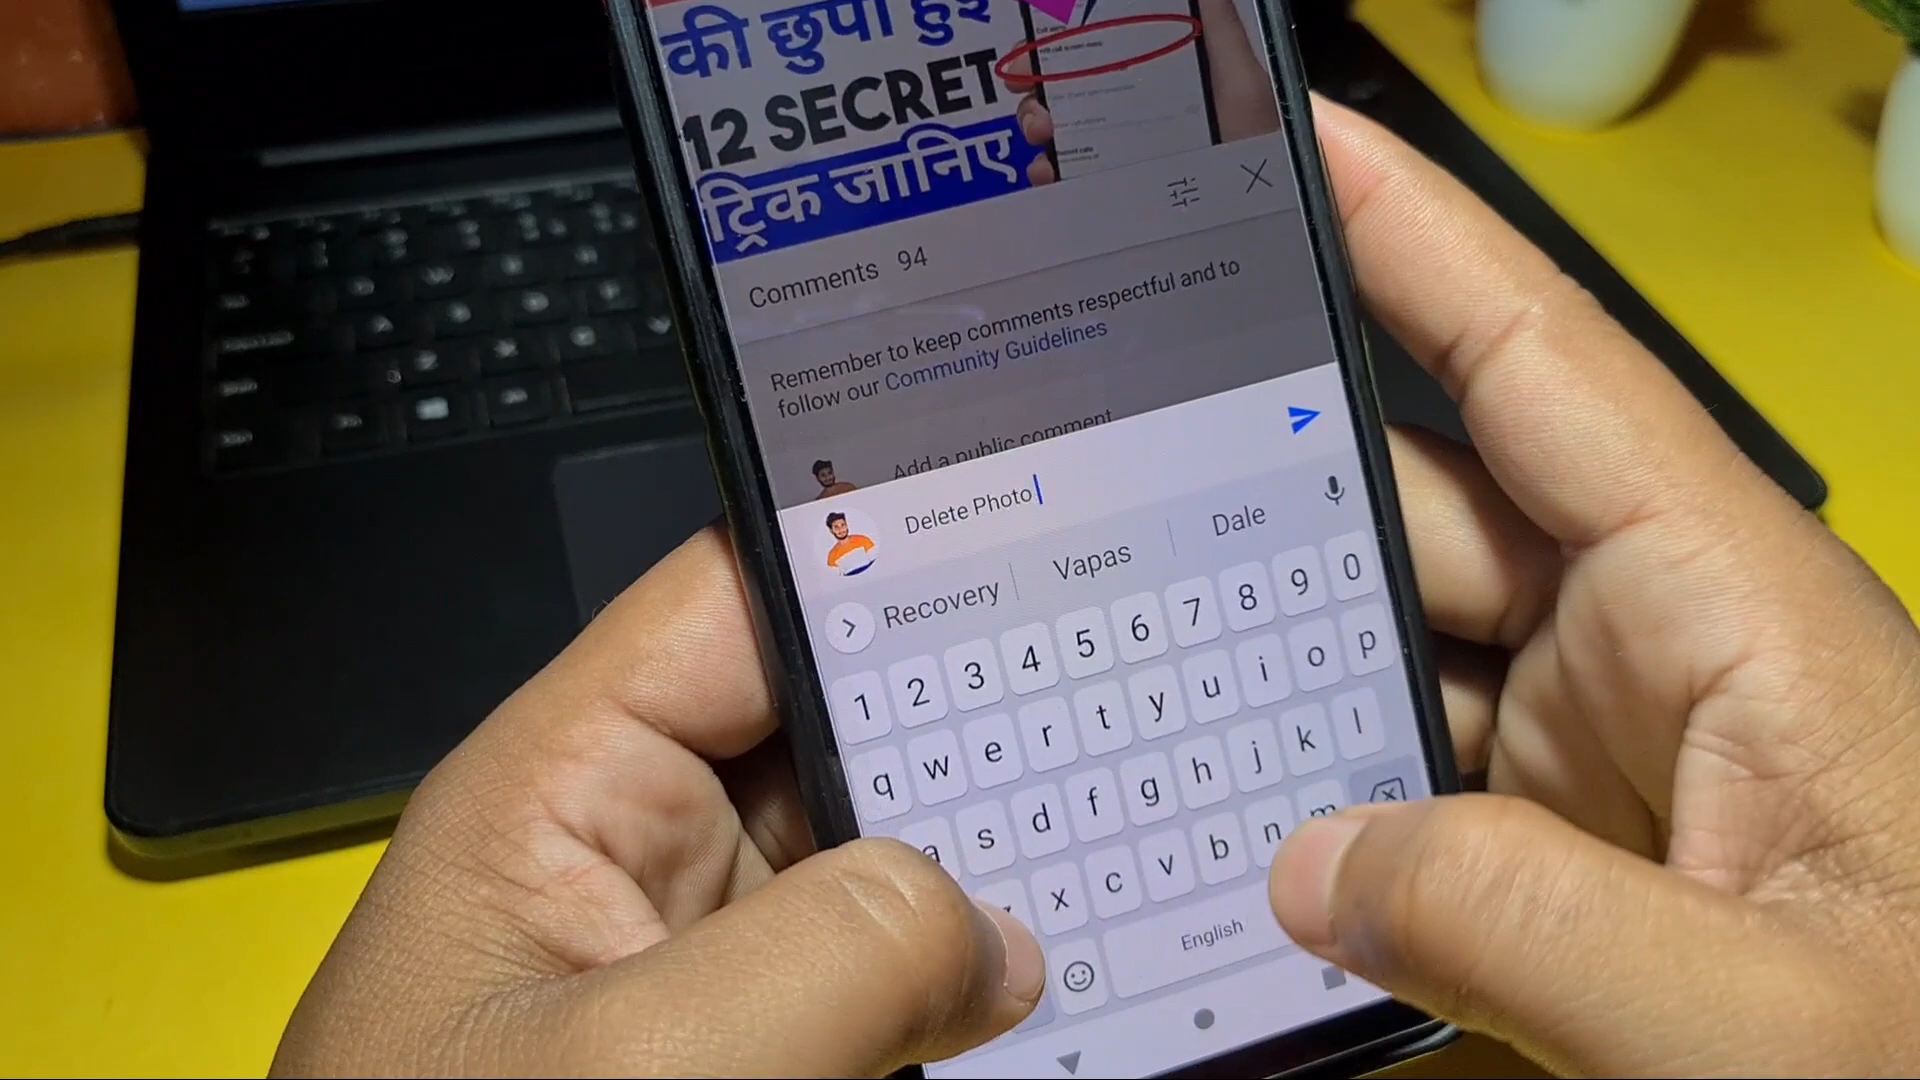 की छुपी हुई
12 SECRET
ट्रिक जानिए
Comments 94
Remember to keep comments respectful and to
follow our Community Guidelines
Add a public comment
Delete Photo
Recovery Vapas Dale
1 2 3 4 5 6 7 8 9 0
q w e r t y u i o p
a s d f g h j k l
x c v b n m
English